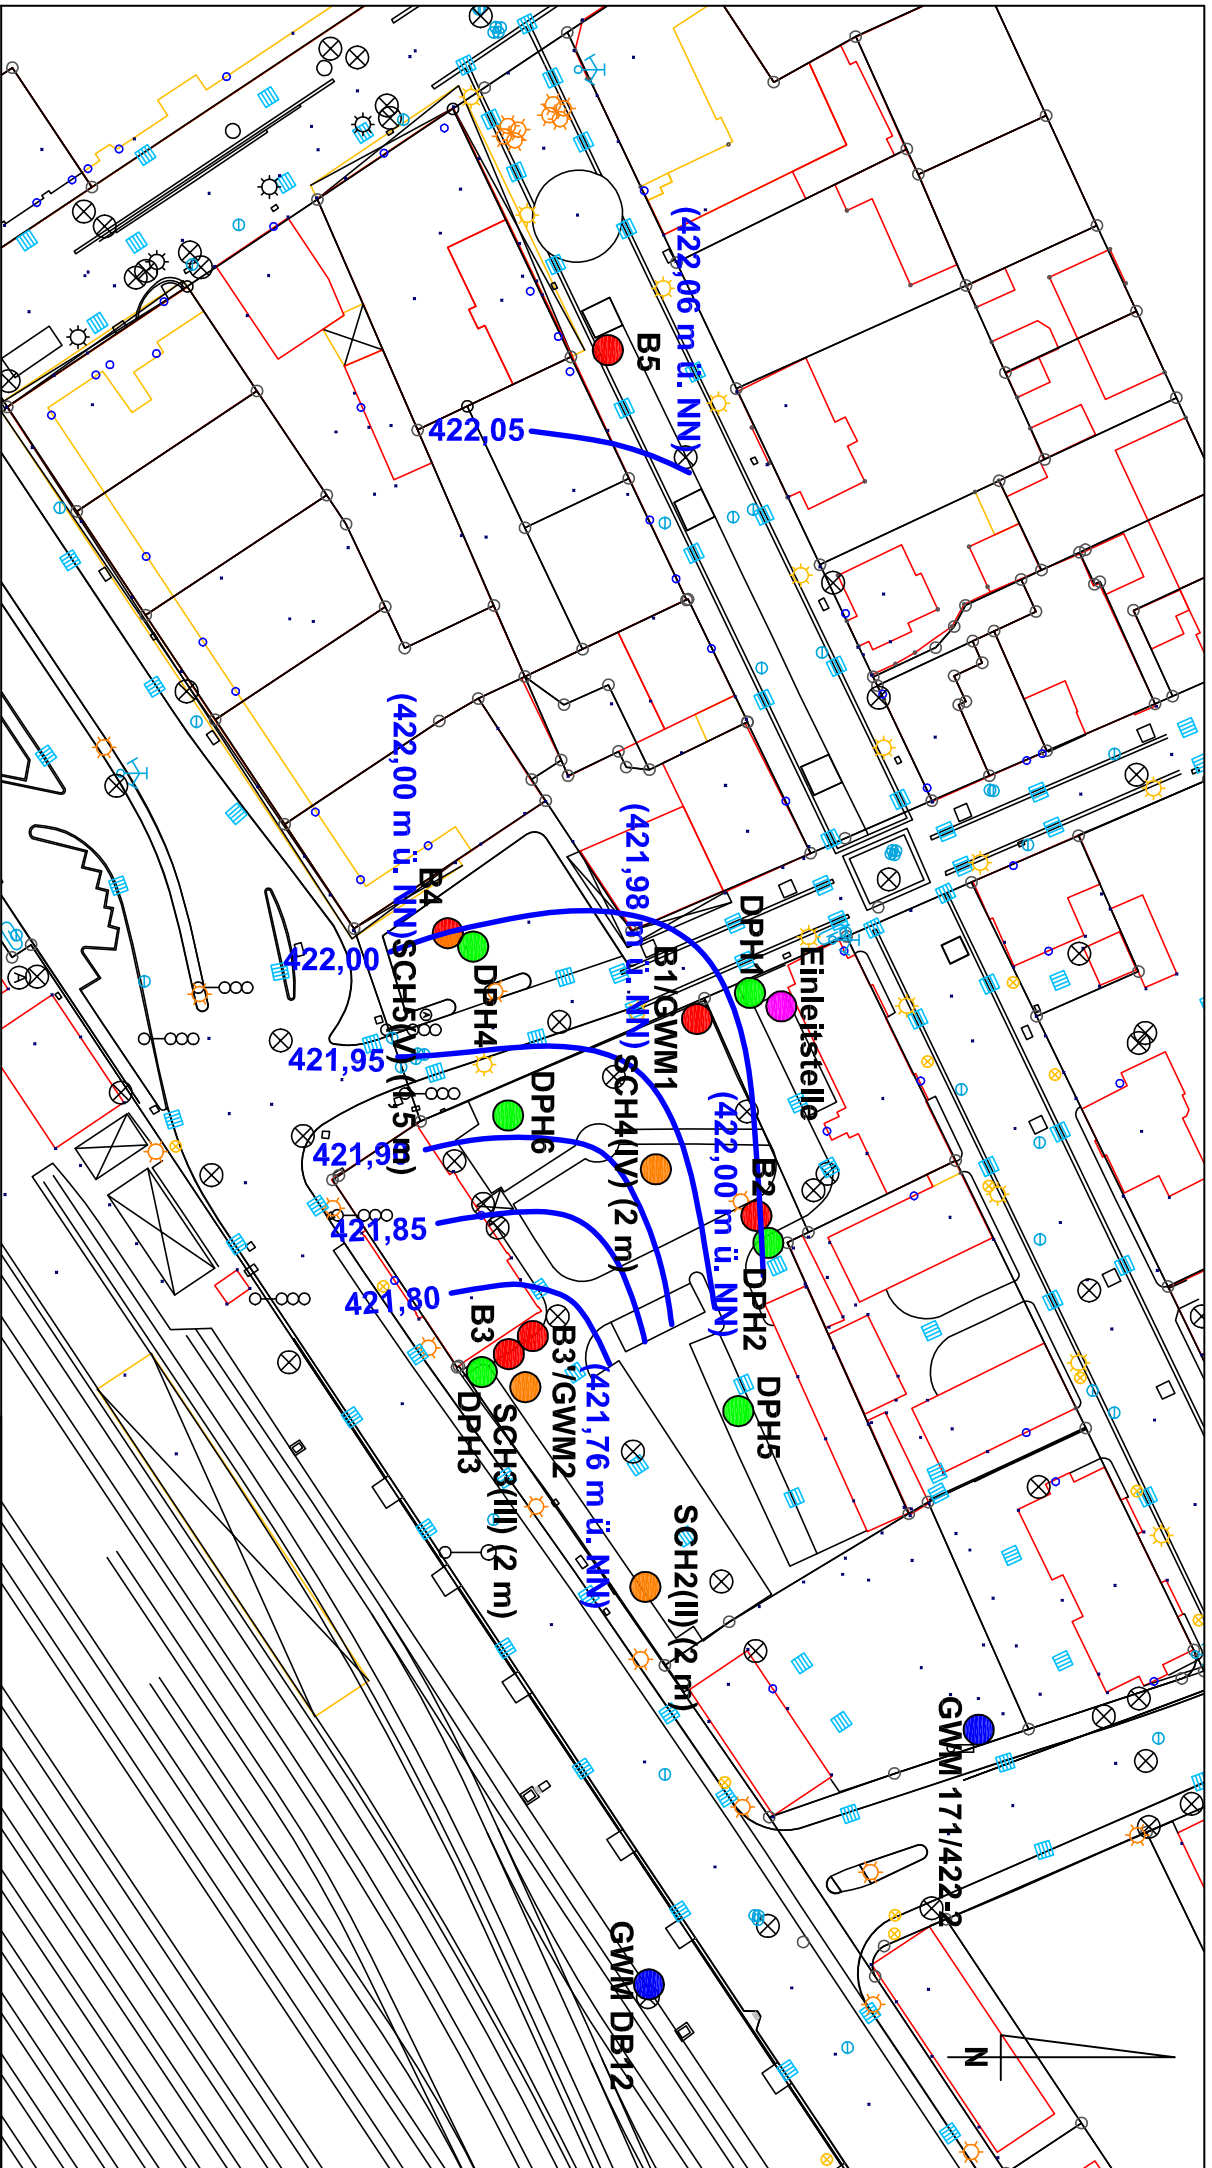 (422,06 m ü. NN)
B5
422,05
(422,00 m ü. NN)
B4
422,00
SCH5(V) (1,5 m)
DPH4
(421,98 m ü. NN)
B1/GWM1
DPH1
Einleitstelle
421,95
DPH6
SCH4(IV) (2 m)
(422,00 m ü. NN)
B2
DPH2
421,90
421,85
421,80
B3
B3'/GWM2
(421,76 m ü. NN)
DPH3
SCH3(III) (2 m)
DPH5
SCH2(II) (2 m)
GWM 171/422-2
GWM DB12
N